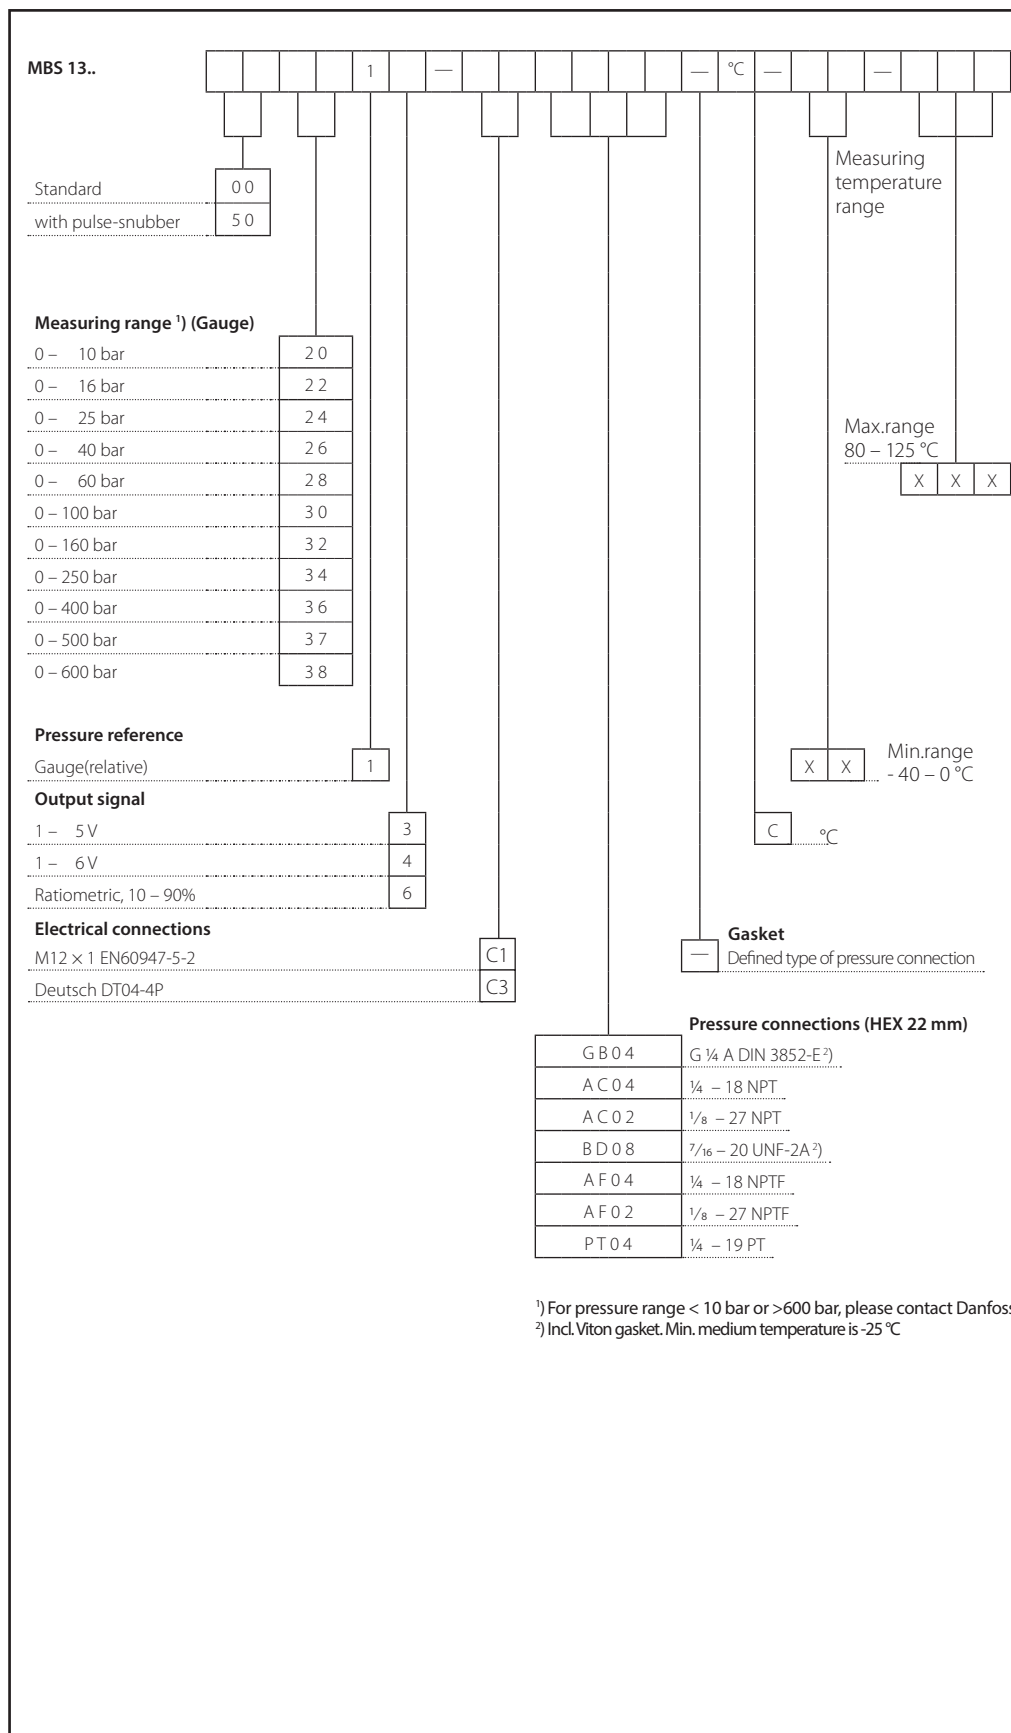 MBS 13.. 1 — — °C — —
Measuring
temperature
range
Standard 0 0
with pulse-snubber 5 0
Measuring range ¹) (Gauge)
0 – 10 bar 2 0
0 – 16 bar 2 2
0 – 25 bar 2 4
0 – 40 bar 2 6
0 – 60 bar 2 8
0 – 100 bar 3 0
0 – 160 bar 3 2
0 – 250 bar 3 4
0 – 400 bar 3 6
0 – 500 bar 3 7
0 – 600 bar 3 8
Max.range
80 – 125 °C
X X X
Pressure reference
Gauge(relative) 1
X X
Min.range
- 40 – 0 °C
Output signal
1 – 5 V 3
1 – 6 V 4
Ratiometric, 10 – 90% 6
C °C
Electrical connections
M12 × 1 EN60947-5-2 C1
Deutsch DT04-4P C3
Gasket
— Defined type of pressure connection
Pressure connections (HEX 22 mm)
G B 0 4 G ¼ A DIN 3852-E ²)
A C 0 4 ¼ – 18 NPT
A C 0 2 ⅛ – 27 NPT
B D 0 8 ⁷⁄₁₆ – 20 UNF-2A ²)
A F 0 4 ¼ – 18 NPTF
A F 0 2 ⅛ – 27 NPTF
P T 0 4 ¼ – 19 PT
¹) For pressure range < 10 bar or >600 bar, please contact Danfoss
²) Incl. Viton gasket. Min. medium temperature is -25 °C